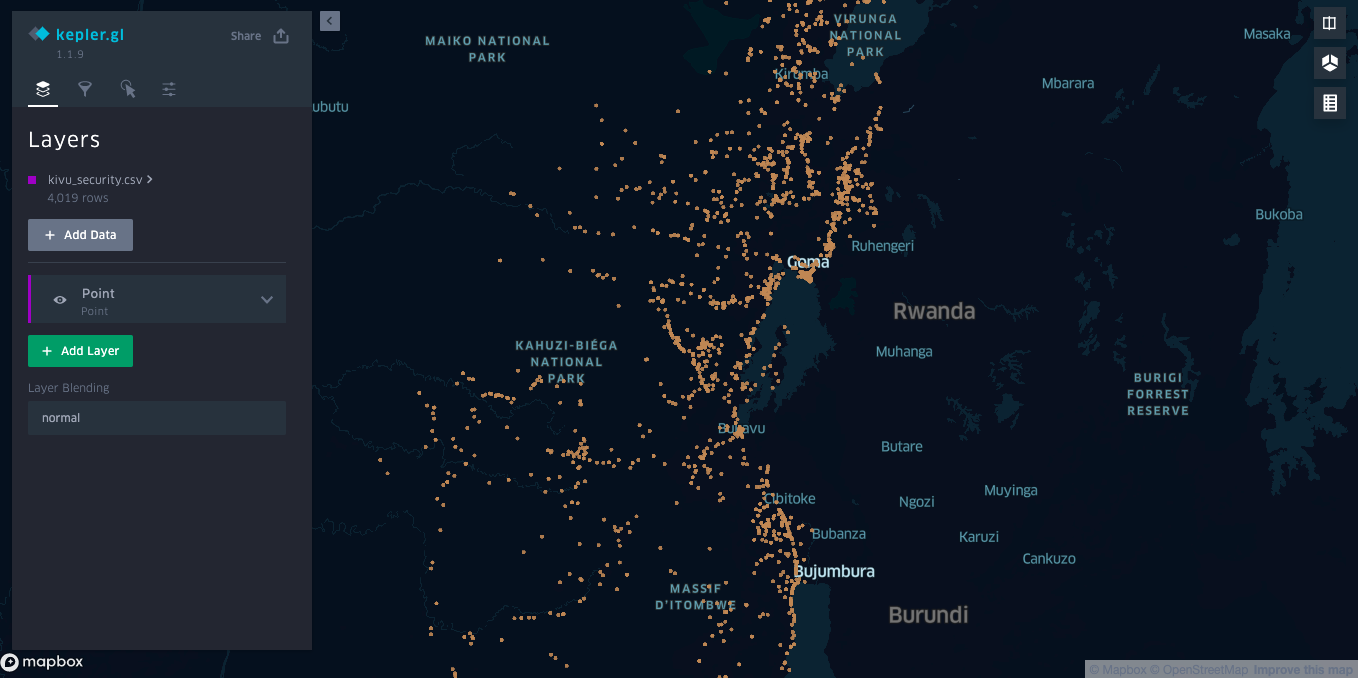 kepler.gl
1.1.9
Share
Layers
kivu_security.csv
4,019 rows
+ Add Data
Point
Point
+ Add Layer
Layer Blending
normal
mapbox
MAIKO NATIONAL
PARK
VIRUNGA
NATIONAL
PARK
Kirumba
ubutu
Masaka
Mbarara
Bukoba
Ruhengeri
Goma
Rwanda
KAHUZI-BIÉGA
NATIONAL
PARK
Muhanga
BURIGI
FORREST
RESERVE
Bukavu
Butare
Cibitoke
Ngozi
Muyinga
Bubanza
Karuzi
Cankuzo
Bujumbura
MASSIF
D'ITOMBWE
Burundi
© Mapbox © OpenStreetMap Improve this map